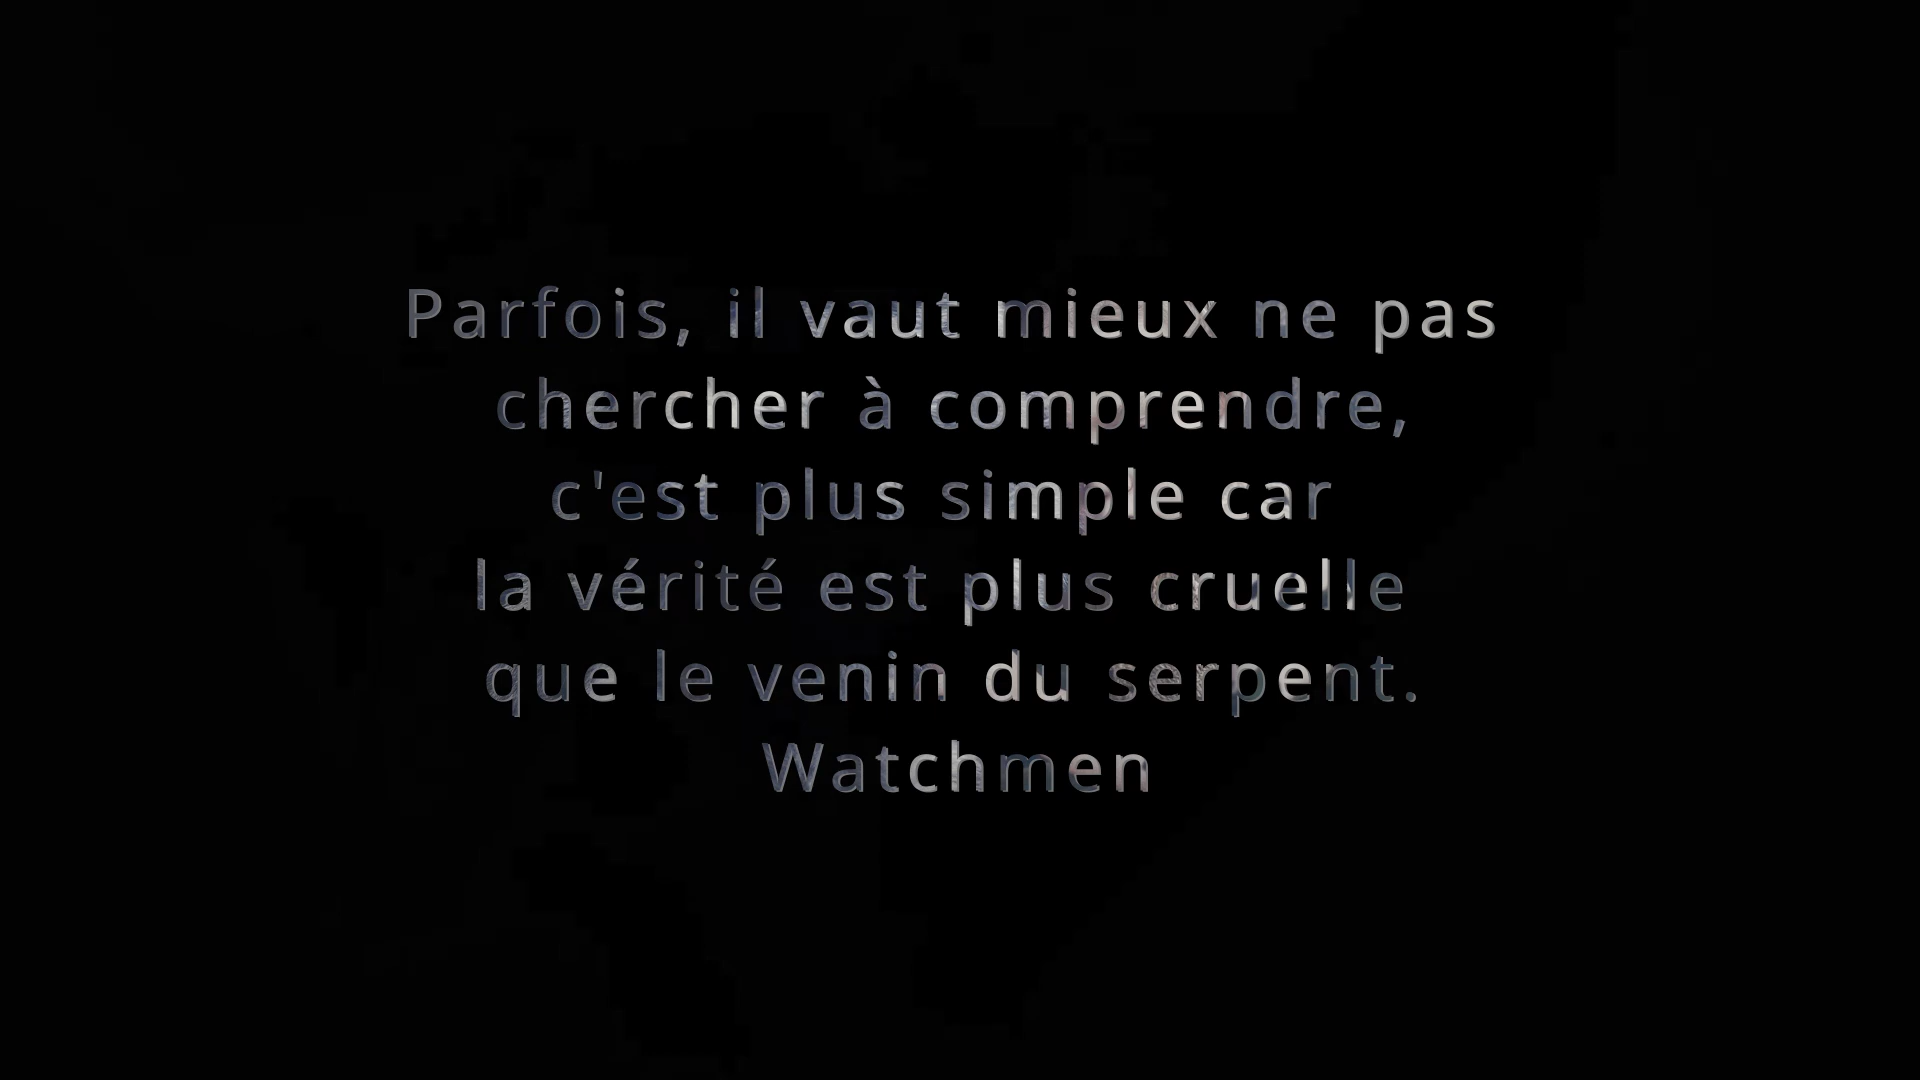 Parfois, il vaut mieux ne pas
chercher à comprendre,
c'est plus simple car
la vérité est plus cruelle
que le venin du serpent.
Watchmen